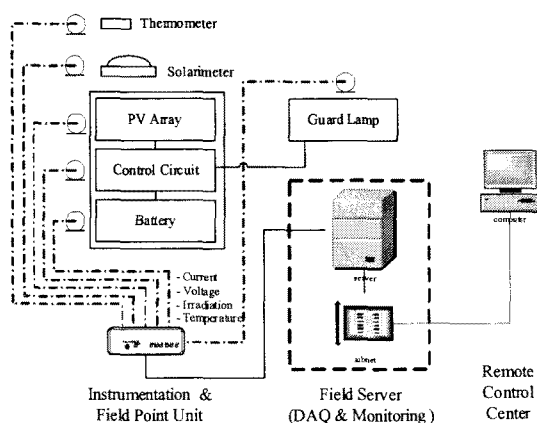 Thermometer
Solarimeter
PV Array
Guard Lamp
Control Circuit
Battery
- Current
- Voltage
- Irradiation
- Temperature
server
subnet
computer
Instrumentation &
Field Point Unit
Field Server
(DAQ & Monitoring )
Remote
Control
Center